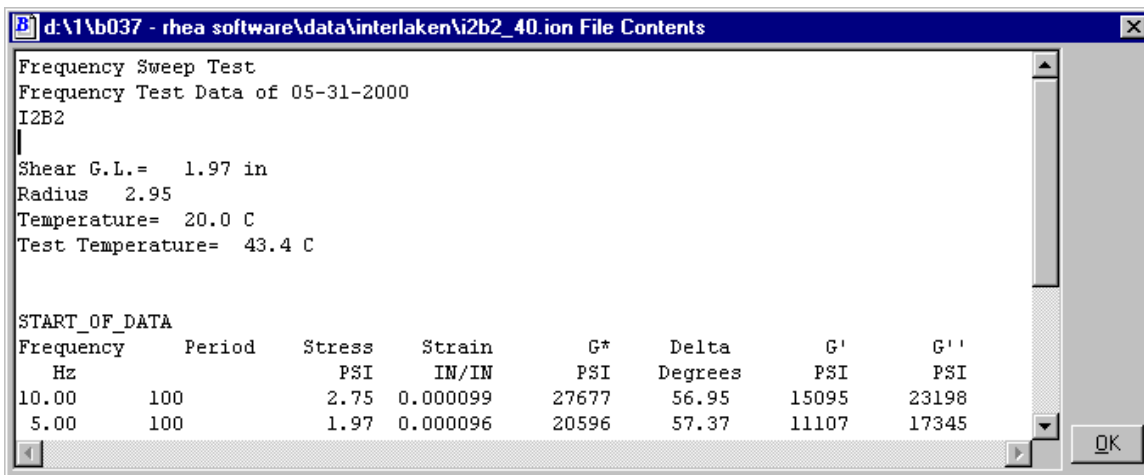 d:\1\b037 - rhea software\data\interlaken\i2b2_40.ion File Contents
Frequency Sweep Test
Frequency Test Data of 05-31-2000
I2B2
Shear G.L.=   1.97 in
Radius   2.95
Temperature=  20.0 C
Test Temperature=  43.4 C
START_OF_DATA
Frequency      Period     Stress     Strain          G*      Delta        G'       G''
Hz                           PSI      IN/IN         PSI    Degrees       PSI       PSI
10.00       100             2.75   0.000099       27677      56.95     15095     23198
5.00       100             1.97   0.000096       20596      57.37     11107     17345
OK